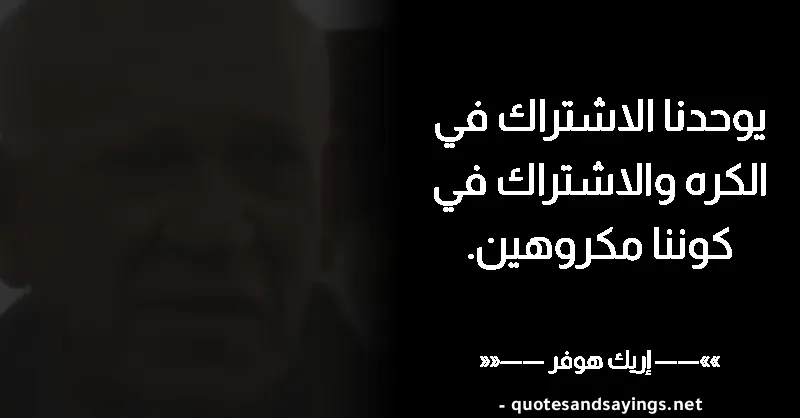 يوحدنا الاشتراك في
الكره والاشتراك في
كوننا مكروهين.
»——— إريك هوفر ———««
- quotesandsayings.net